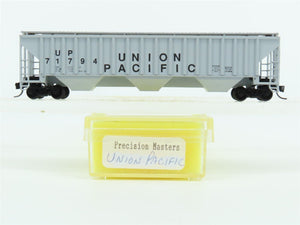 UP
71794
UNION
PACIFIC
Precision Masters
UNION PACIFIC